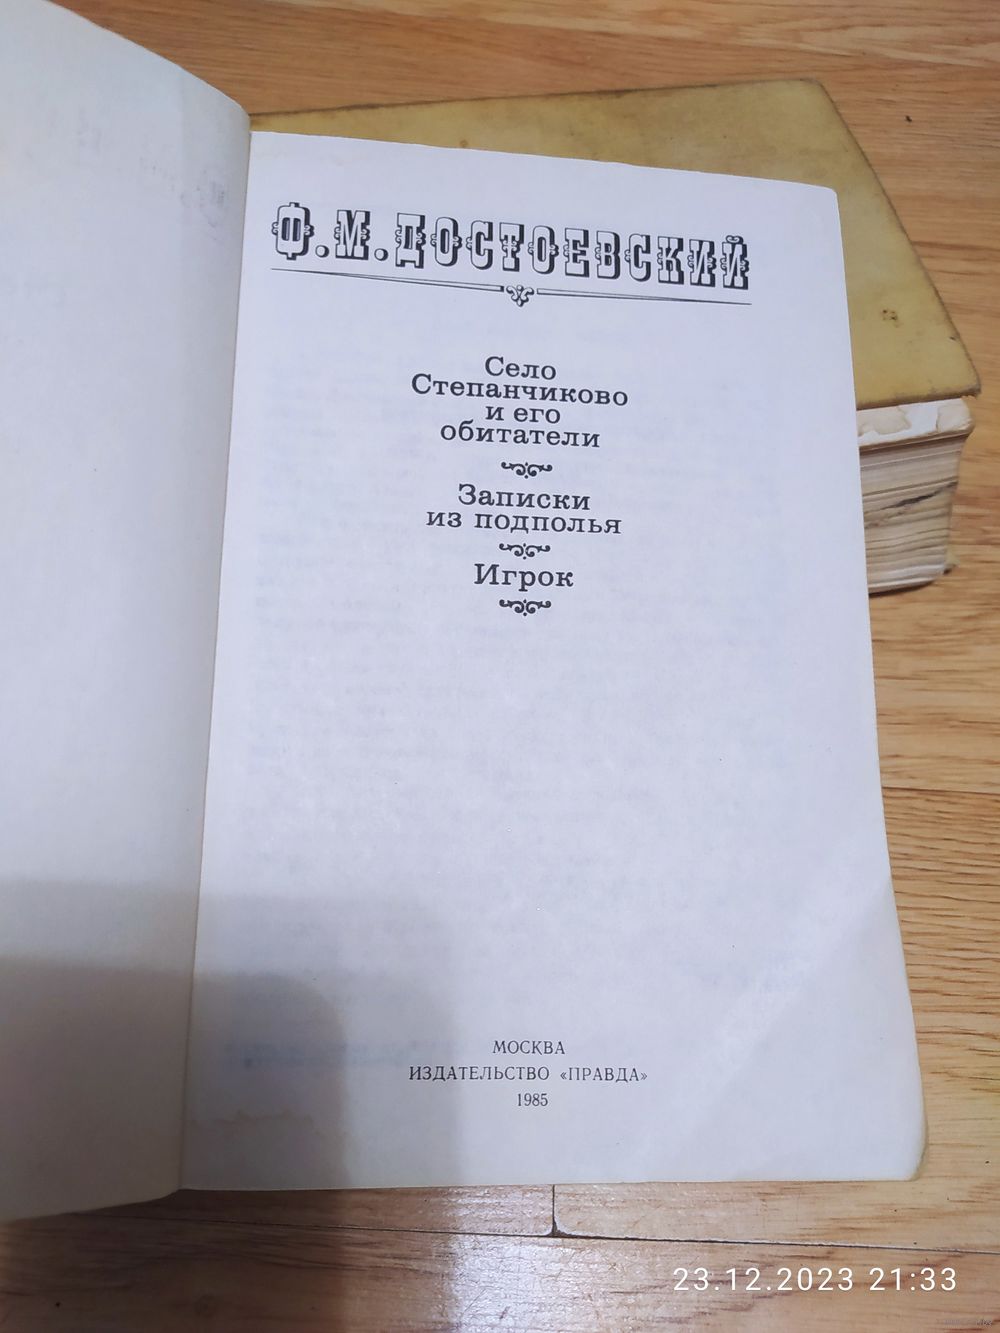 Ф.М.ДОСТОЕВСКИЙ
Село
Степанчиково
и его
обитатели
Записки
из подполья
Игрок
МОСКВА
ИЗДАТЕЛЬСТВО «ПРАВДА»
1985
23.12.2023 21:33